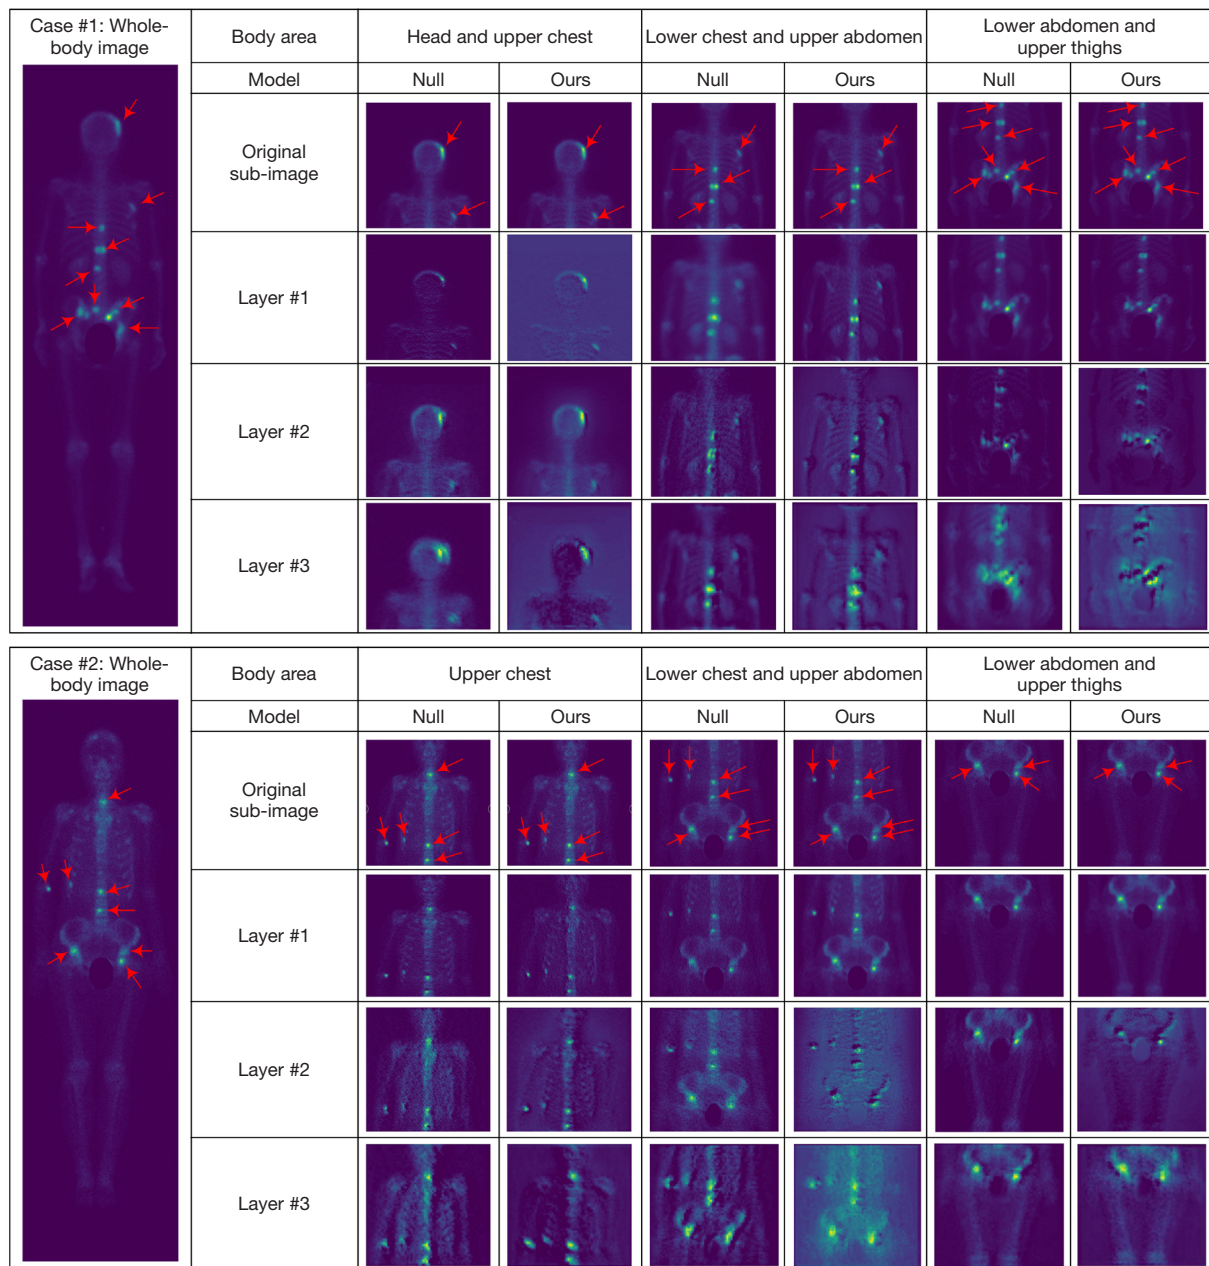 Case #1: Whole-
body image
Body area
Head and upper chest
Lower chest and upper abdomen
Lower abdomen and
upper thighs
Model
Null
Ours
Null
Ours
Null
Ours
Original
sub-image
Layer #1
Layer #2
Layer #3
Case #2: Whole-
body image
Body area
Upper chest
Lower chest and upper abdomen
Lower abdomen and
upper thighs
Model
Null
Ours
Null
Ours
Null
Ours
Original
sub-image
Layer #1
Layer #2
Layer #3